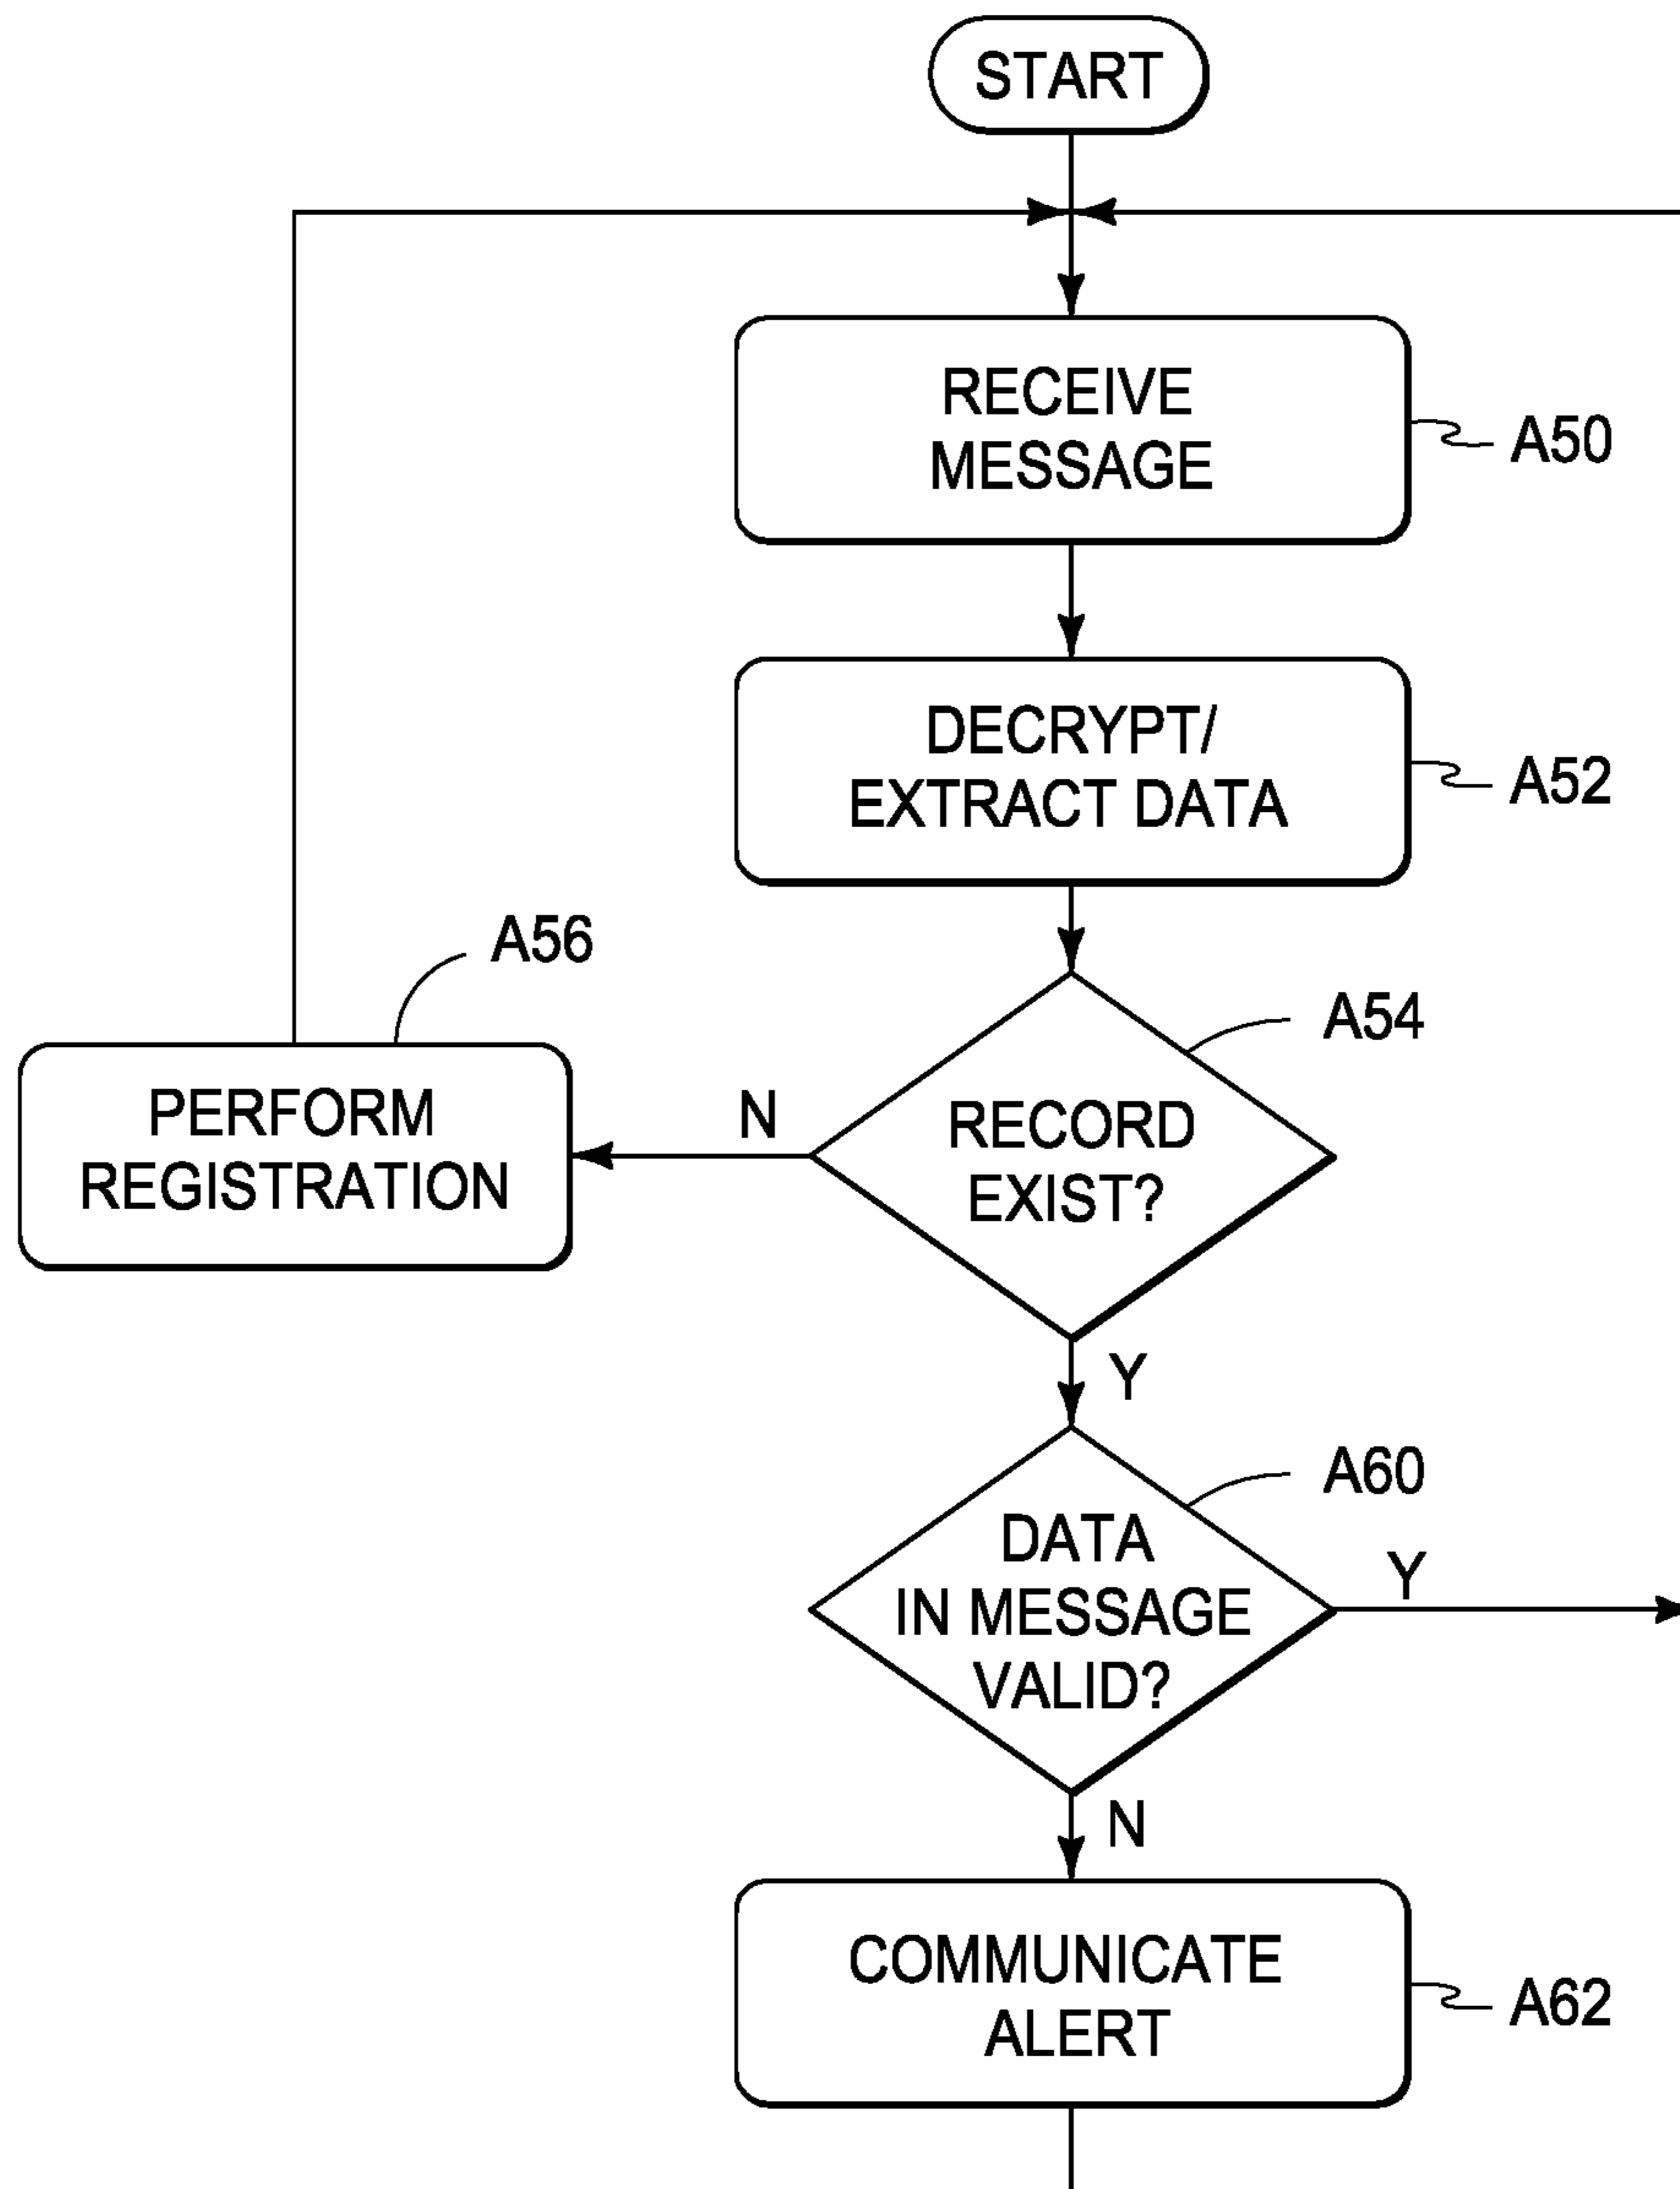 START
RECEIVE
MESSAGE
A50
DECRYPT/
EXTRACT DATA
A52
A56
A54
PERFORM
REGISTRATION
N
RECORD
EXIST?
Y
A60
DATA
IN MESSAGE
VALID?
Y
N
COMMUNICATE
ALERT
A62